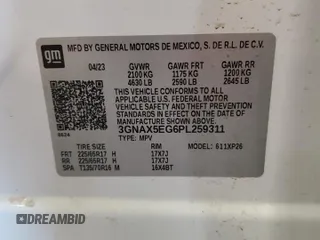 gm
MFD BY GENERAL MOTORS DE MEXICO, S. DE R.L. DE C.V.
04/23 GVWR GAWR FRT GAWR RR
2100 KG 1175 KG 1200 KG
4630 LB 2590 LB 2645 LB
THIS VEHICLE CONFORMS TO ALL
APPLICABLE U.S. FEDERAL MOTOR
VEHICLE SAFETY AND THEFT PREVENTION
STANDARDS IN EFFECT ON THE DATE OF
MANUFACTURE SHOWN ABOVE.
3GNAX5EG6PL259311
TYPE: MPV MODEL: 611XP26
TIRE SIZE RIM
FRT 225/65R17 H 17X7J
RR 225/65R17 H 17X7J
SPA T135/70R16 M 16X4BT
DREAMBID